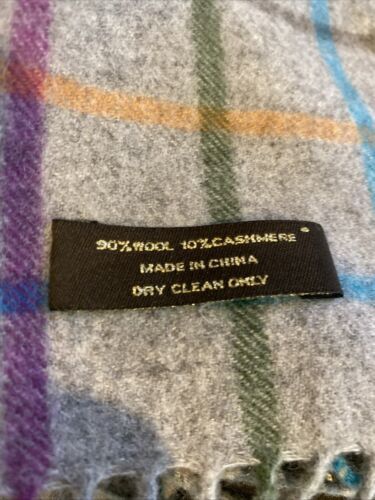 90%WOOL 10%CASHMERE
MADE IN CHINA
DRY CLEAN ONLY